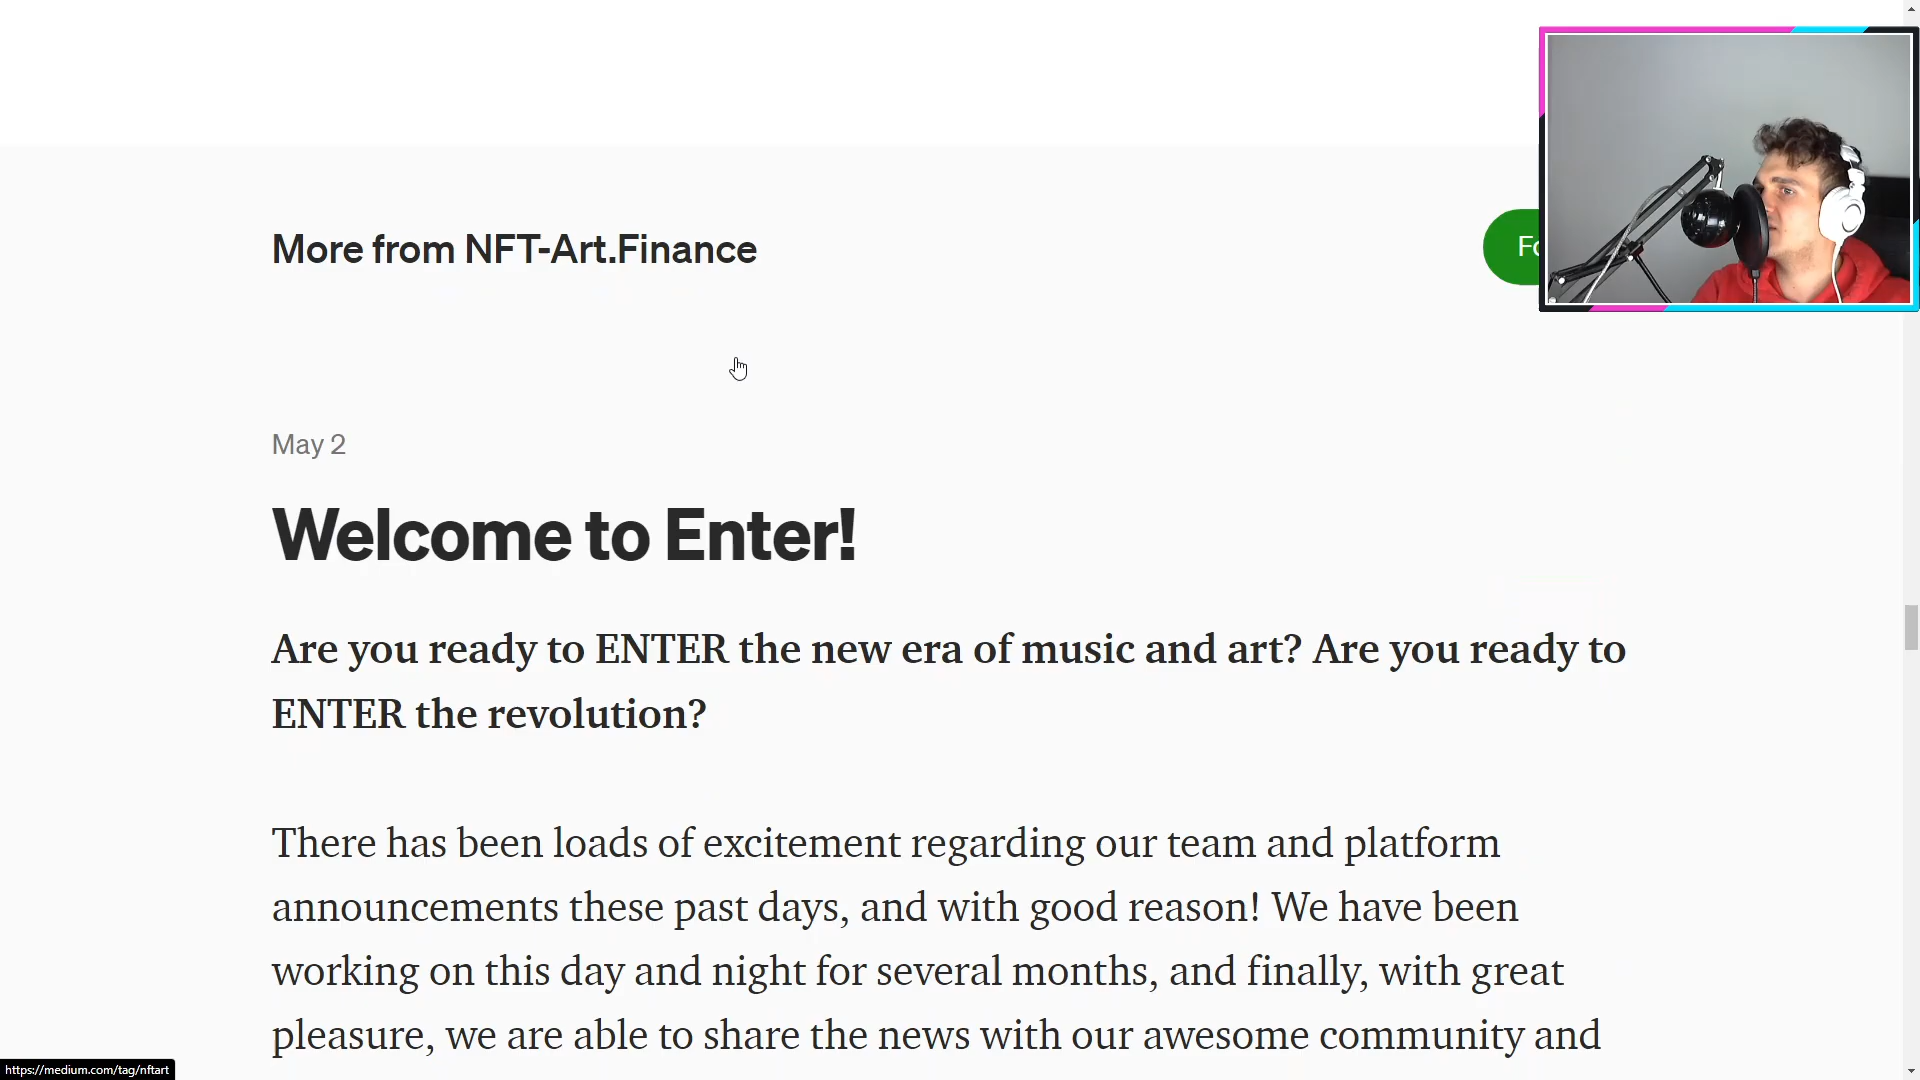 More from NFT-Art.Finance
Fo
May 2
Welcome to Enter!
Are you ready to ENTER the new era of music and art? Are you ready to
ENTER the revolution?
There has been loads of excitement regarding our team and platform
announcements these past days, and with good reason! We have been
working on this day and night for several months, and finally, with great
pleasure, we are able to share the news with our awesome community and
https://medium.com/tag/nftart